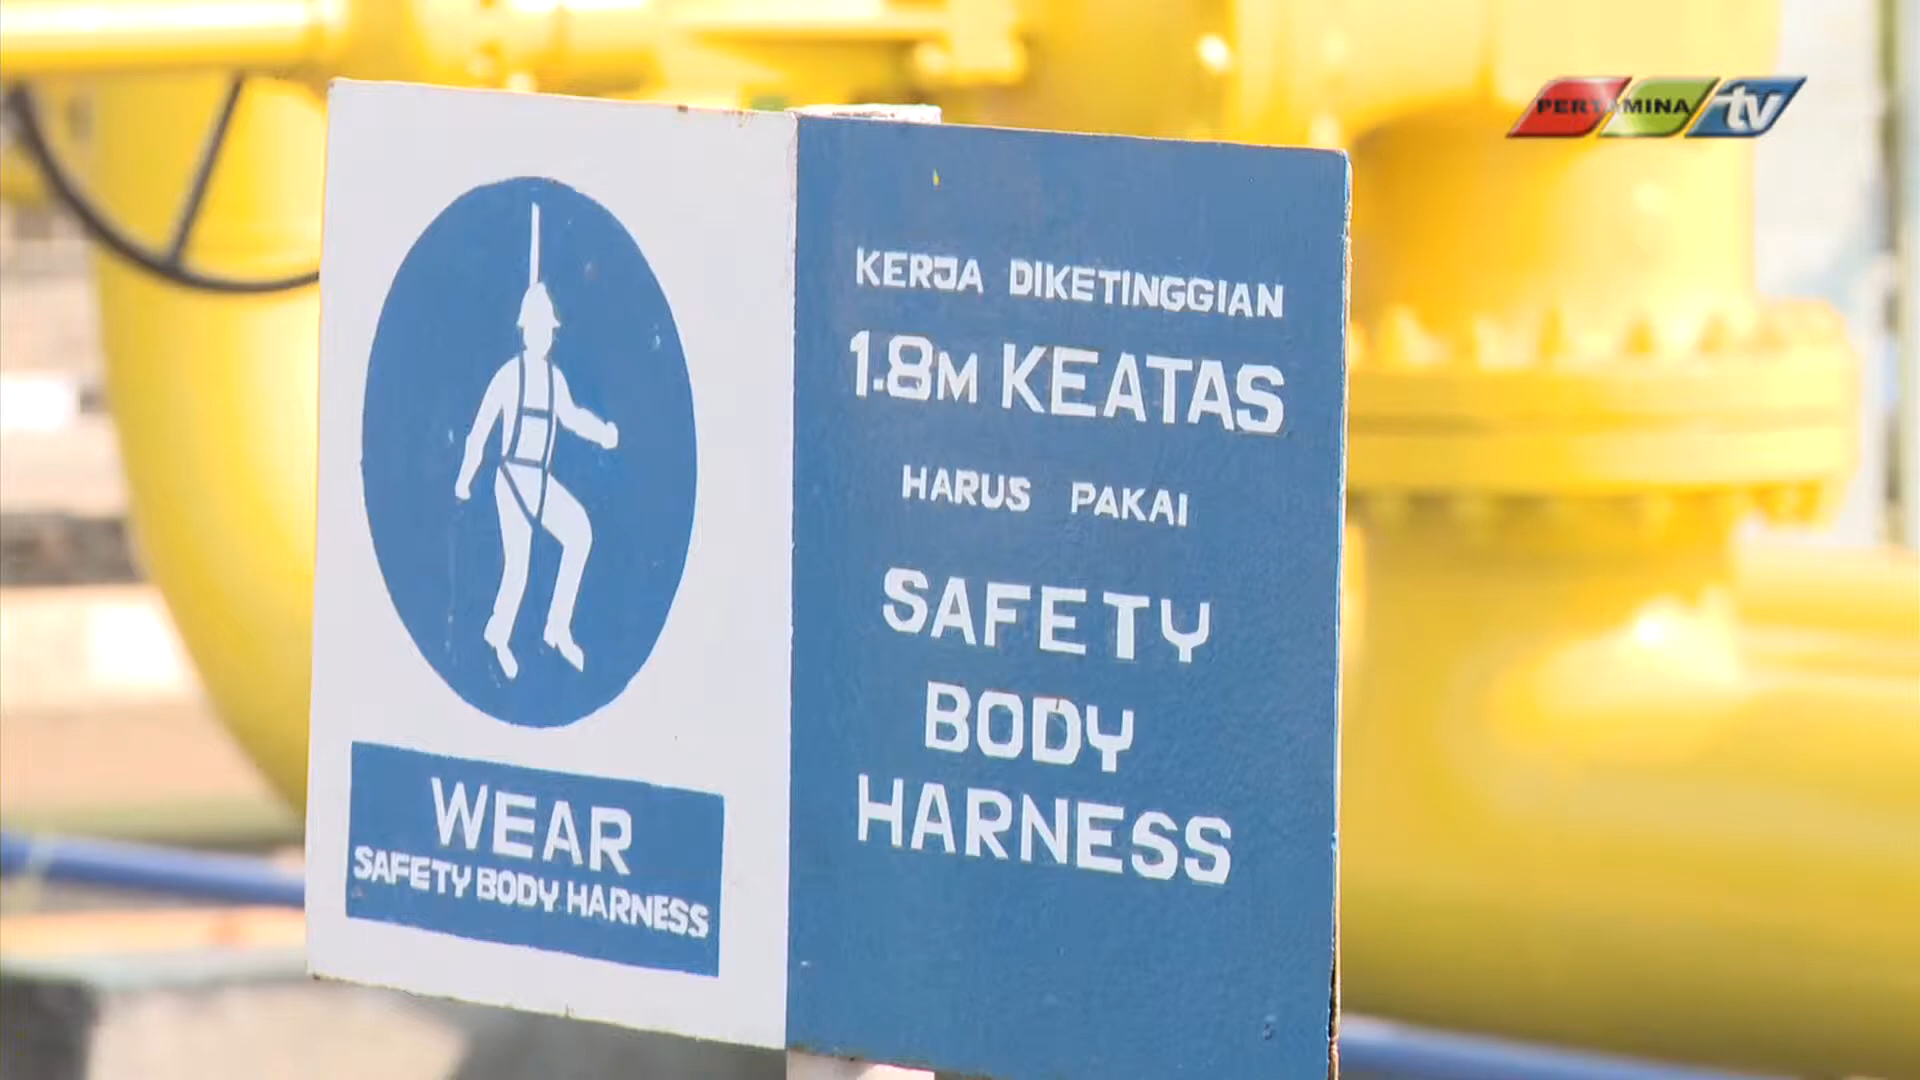 PERTAMINA tv
KERJA DIKETINGGIAN
1.8M KEATAS
HARUS PAKAI
SAFETY
BODY
HARNESS
WEAR
SAFETY BODY HARNESS